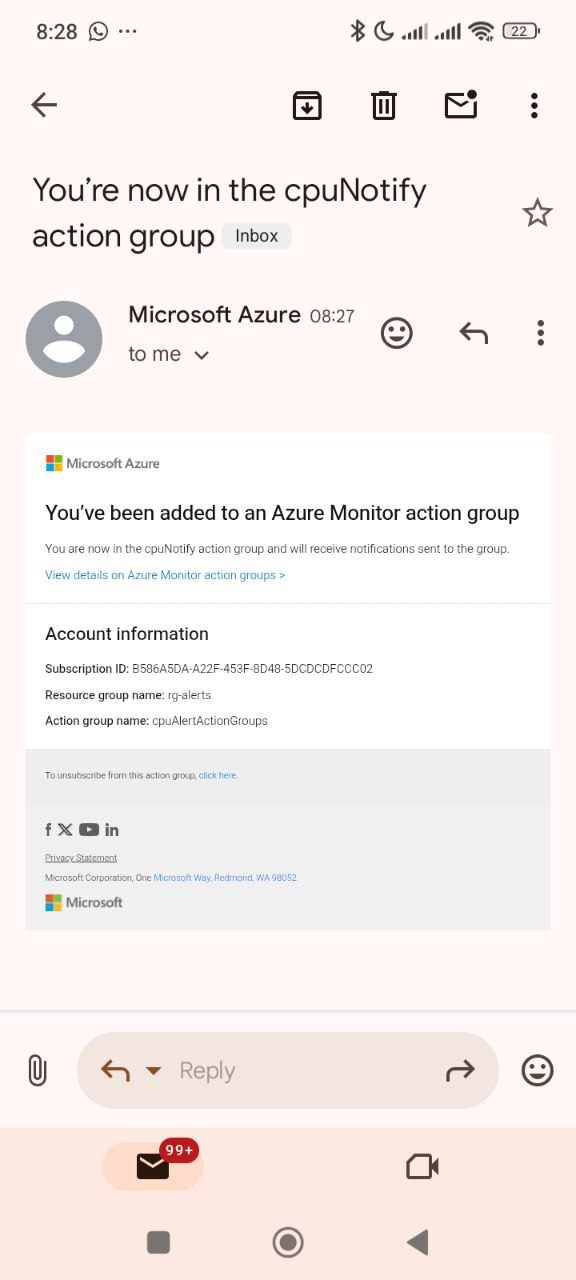 8:28
22
You're now in the cpuNotify
action group Inbox
Microsoft Azure 08:27
to me
Microsoft Azure
You've been added to an Azure Monitor action group
You are now in the cpuNotify action group and will receive notifications sent to the group.
View details on Azure Monitor action groups >
Account information
Subscription ID: B586A5DA-A22F-453F-8D48-5DCDCDFCCC02
Resource group name: rg-alerts
Action group name: cpuAlertActionGroups
To unsubscribe from this action group, click here.
Privacy Statement
Microsoft Corporation, One Microsoft Way, Redmond, WA 98052
Microsoft
Reply
99+